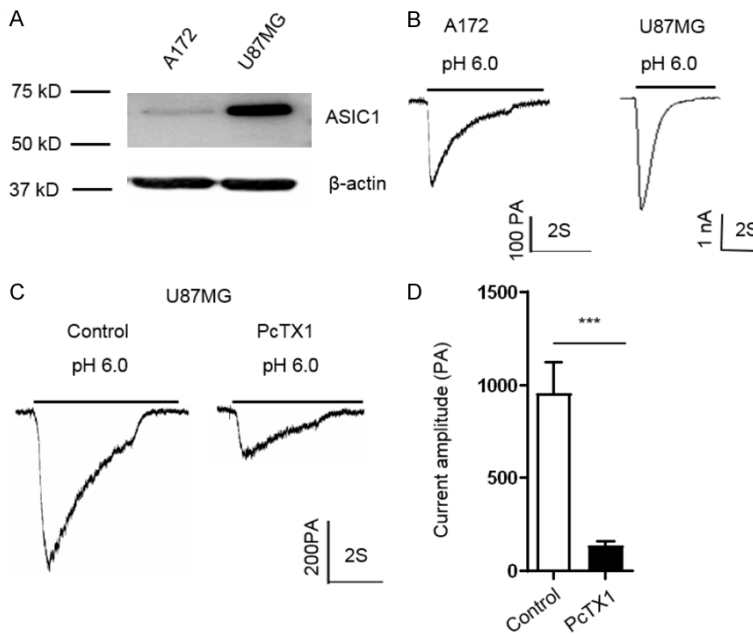 A
A172
U87MG
75 kD
50 kD
37 kD
ASIC1
β-actin
B
A172
U87MG
pH 6.0
pH 6.0
100 PA
2S
1 nA
2S
C
U87MG
Control
PcTX1
pH 6.0
pH 6.0
200PA
2S
D
Current amplitude (PA)
1500
1000
500
0
***
Control
PcTX1